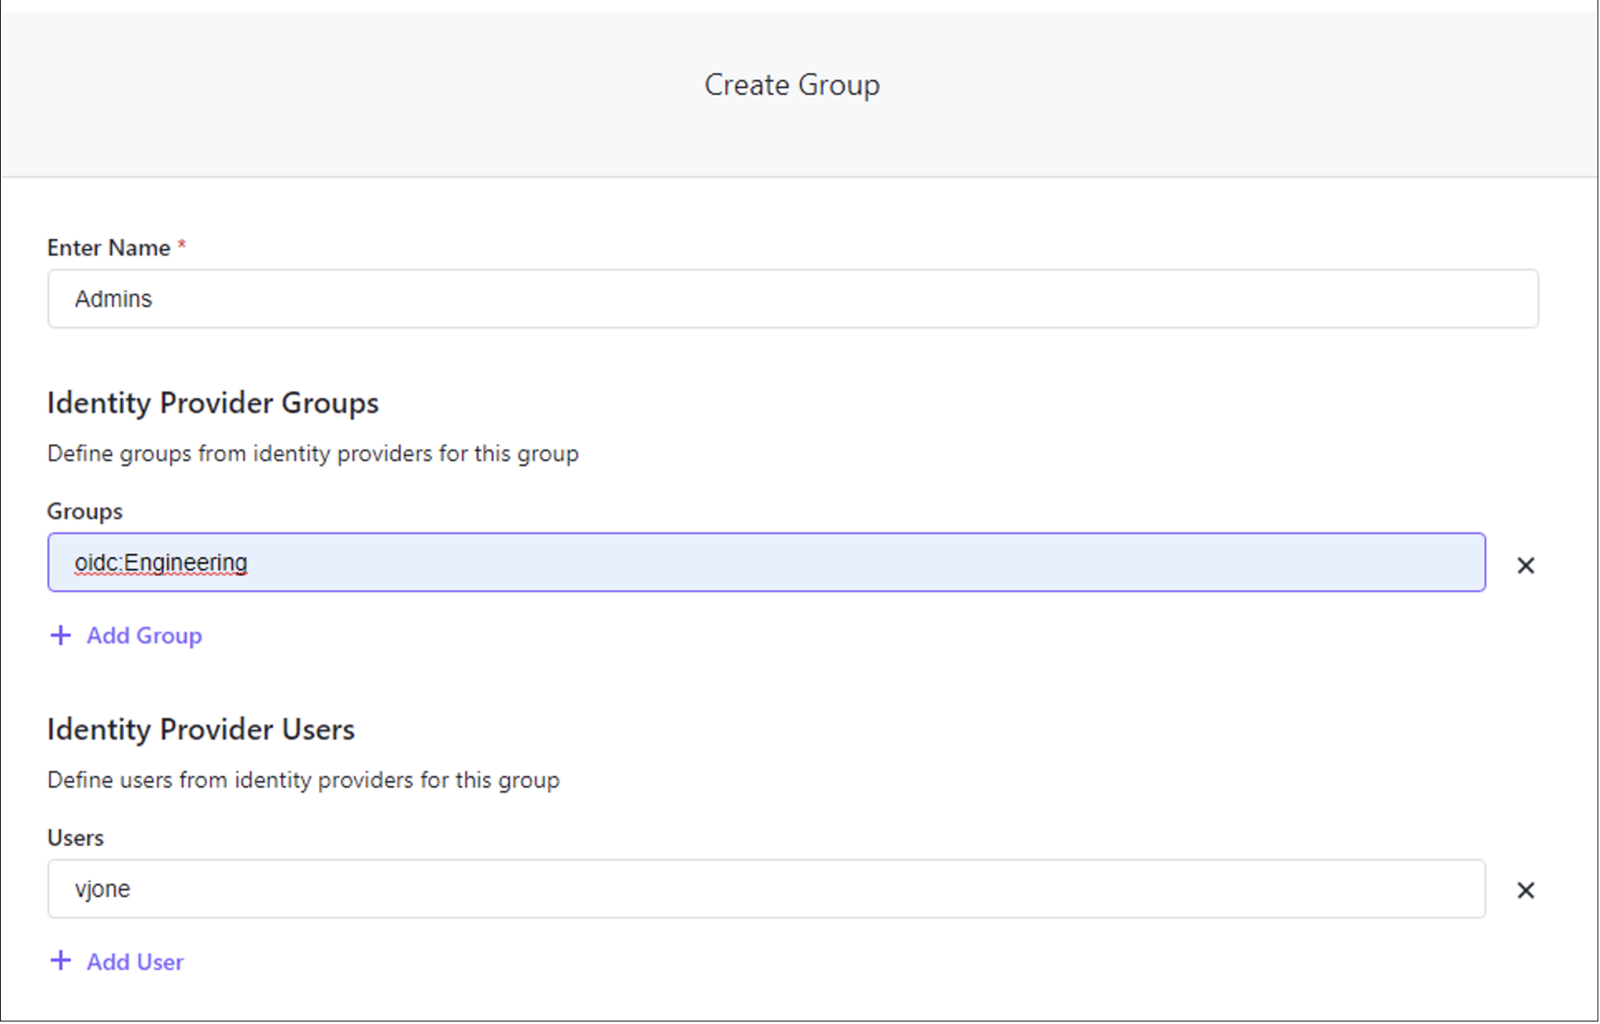 Create Group
Enter Name *
Admins
Identity Provider Groups
Define groups from identity providers for this group
Groups
oidc:Engineering
+ Add Group
Identity Provider Users
Define users from identity providers for this group
Users
vjone
+ Add User